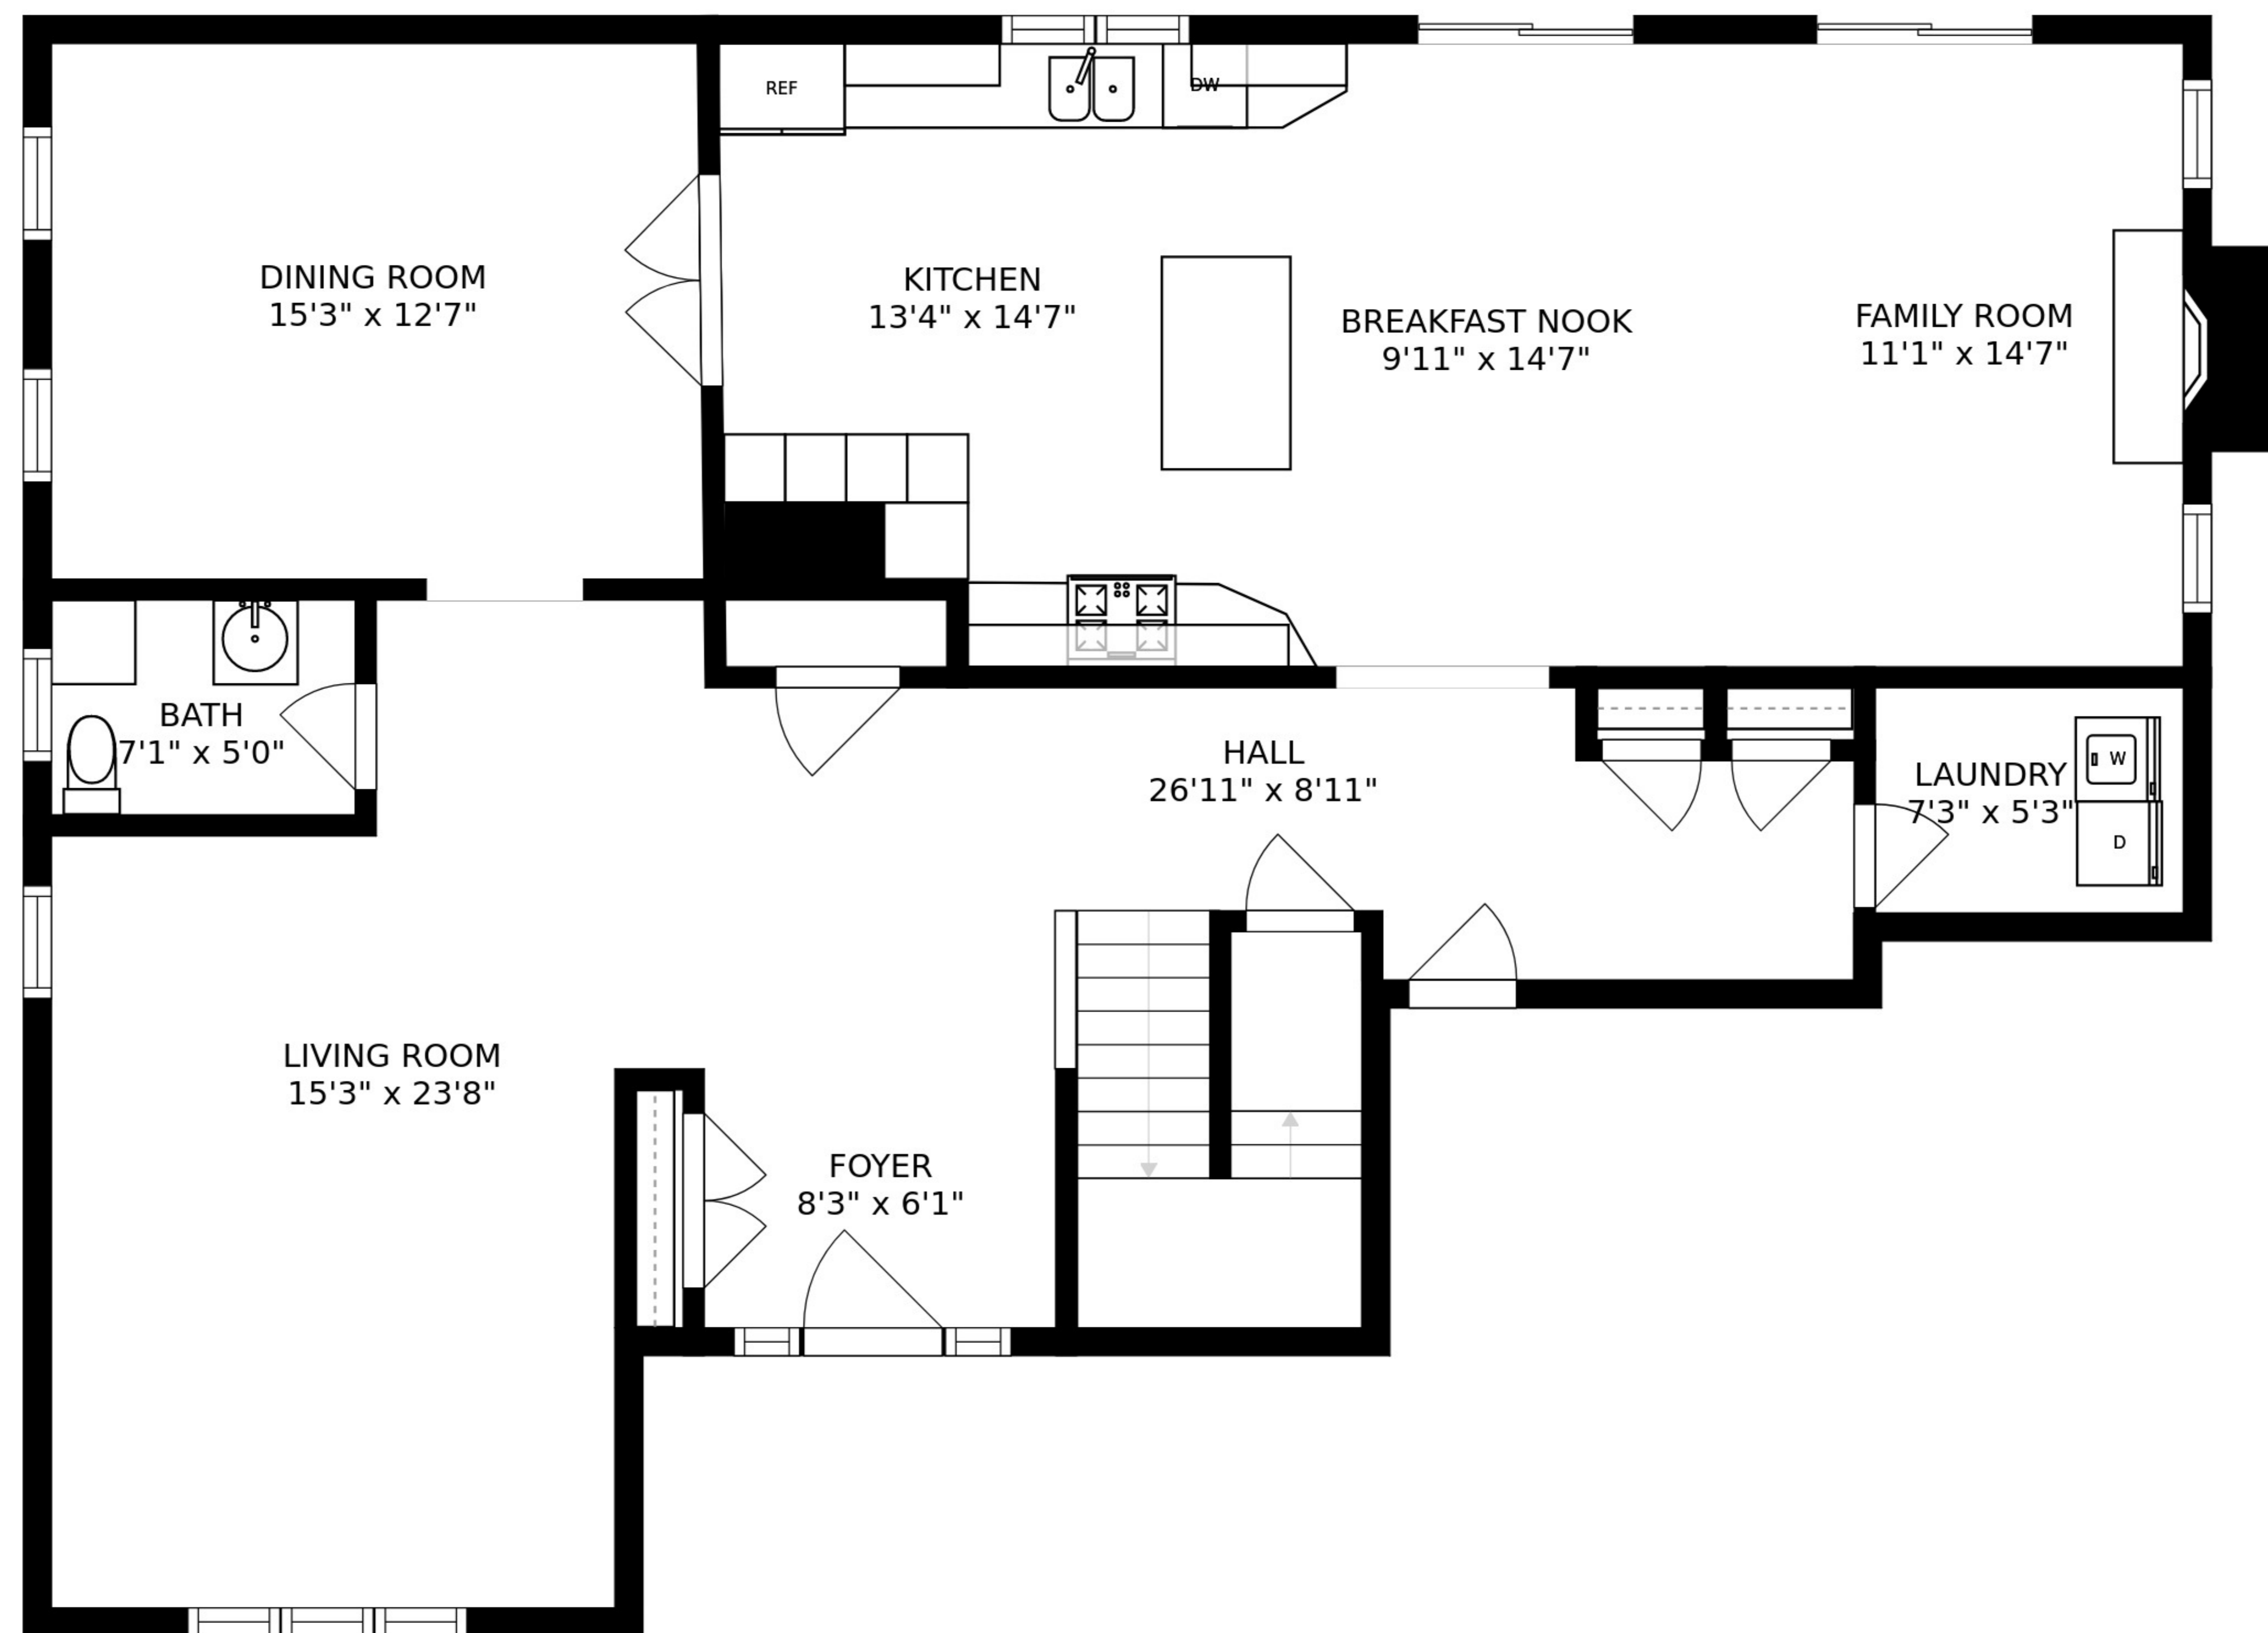 REF
DW
DINING ROOM
15'3" x 12'7"
KITCHEN
13'4" x 14'7"
BREAKFAST NOOK
9'11" x 14'7"
FAMILY ROOM
11'1" x 14'7"
BATH
7'1" x 5'0"
HALL
26'11" x 8'11"
LAUNDRY
7'3" x 5'3"
W
D
LIVING ROOM
15'3" x 23'8"
FOYER
8'3" x 6'1"